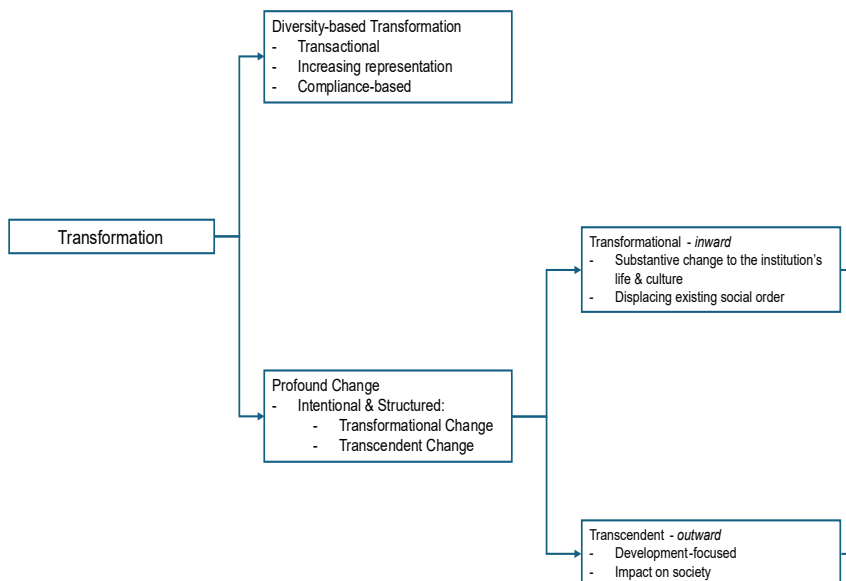 Diversity-based Transformation
- Transactional
- Increasing representation
- Compliance-based
Transformation
Transformational - inward
- Substantive change to the institution's
life & culture
- Displacing existing social order
Profound Change
- Intentional & Structured:
- Transformational Change
- Transcendent Change
Transcendent - outward
- Development-focused
- Impact on society